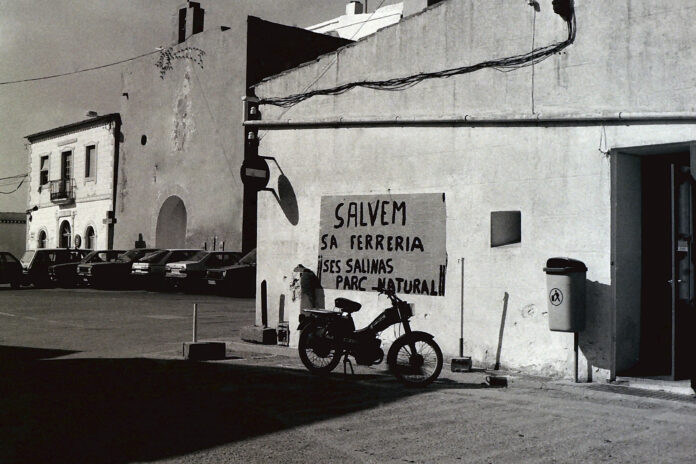 SALVEM
SA FERRERIA
SES SALINAS
PARC NATURAL